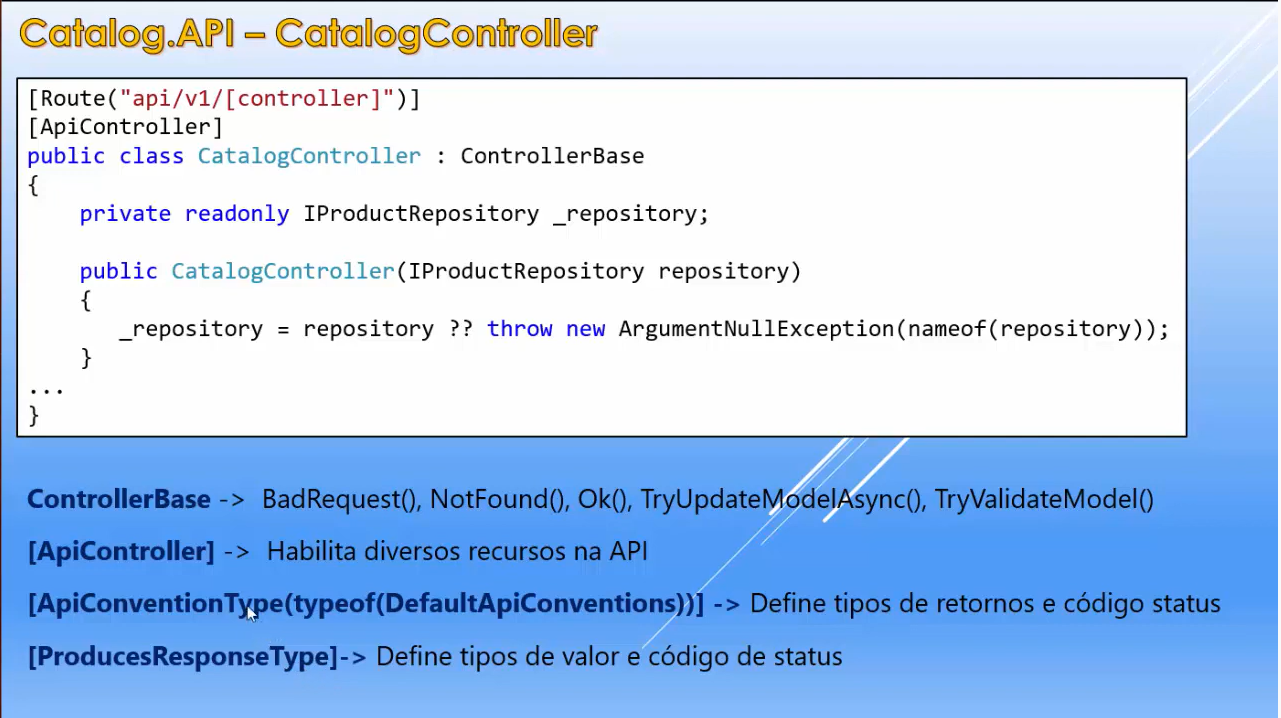 Catalog.API – CatalogController
[Route("api/v1/[controller]")]
[ApiController]
public class CatalogController : ControllerBase
{
    private readonly IProductRepository _repository;
    public CatalogController(IProductRepository repository)
    {
       _repository = repository ?? throw new ArgumentNullException(nameof(repository));
    }
...
}
ControllerBase -> BadRequest(), NotFound(), Ok(), TryUpdateModelAsync(), TryValidateModel()
[ApiController] -> Habilita diversos recursos na API
[ApiConventionType(typeof(DefaultApiConventions))] -> Define tipos de retornos e código status
[ProducesResponseType]-> Define tipos de valor e código de status